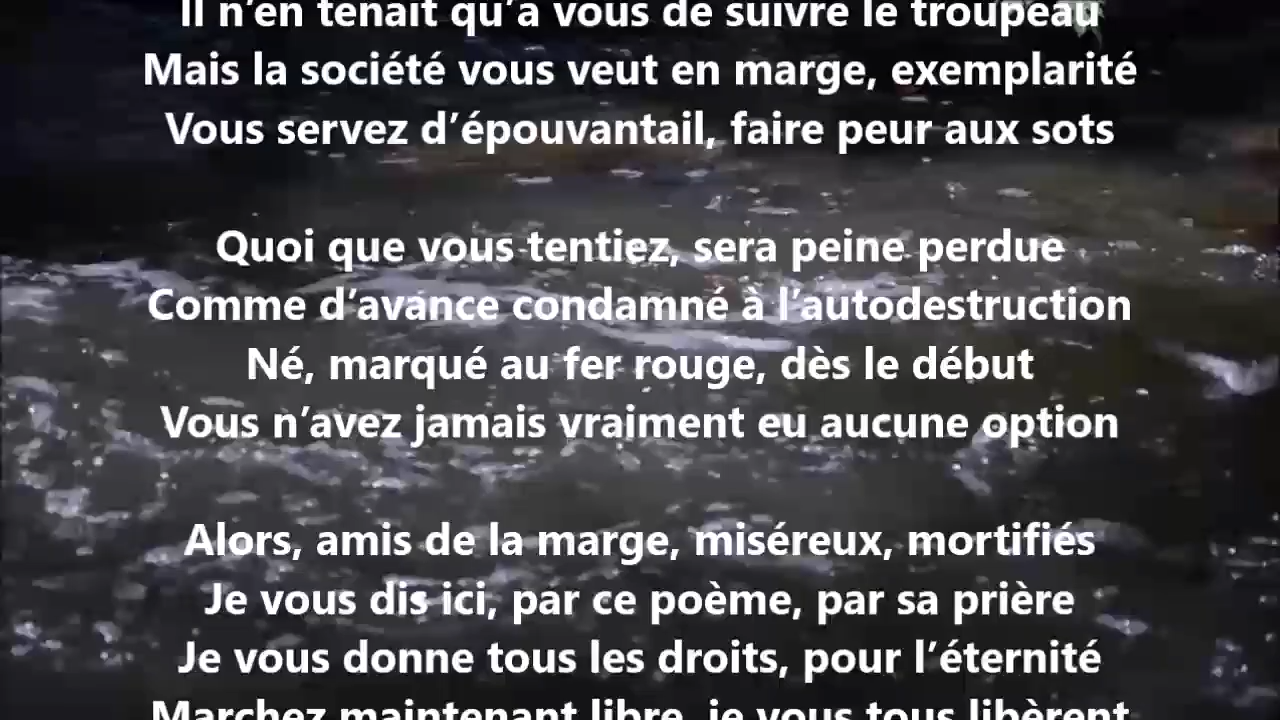 Il n’en tenait qu’à vous de suivre le troupeau
Mais la société vous veut en marge, exemplarité
Vous servez d’épouvantail, faire peur aux sots
Quoi que vous tentiez, sera peine perdue
Comme d’avance condamné à l’autodestruction
Né, marqué au fer rouge, dès le début
Vous n’avez jamais vraiment eu aucune option
Alors, amis de la marge, miséreux, mortifiés
Je vous dis ici, par ce poème, par sa prière
Je vous donne tous les droits, pour l’éternité
Marchez maintenant libre, je vous tous libèrent